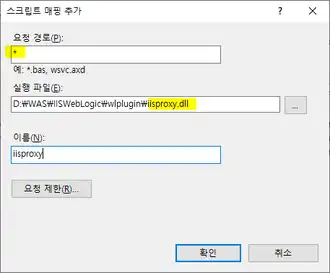 스크립트 매핑 추가
요청 경로(P):
*
예: *.bas, wsvc.axd
실행 파일(E):
D:\WAS\IISWebLogic\wlplugin\iisproxy.dll
...
이름(N):
iisproxy
요청 제한(R)...
확인
취소